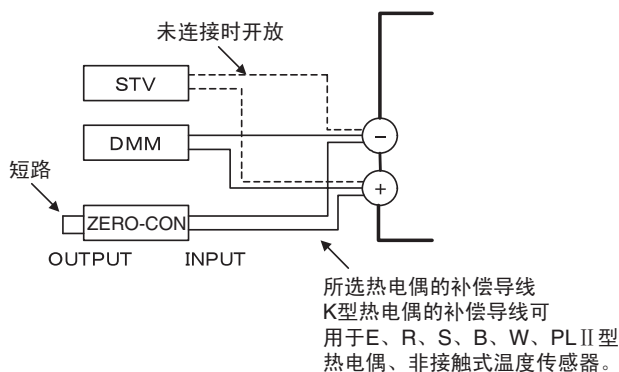 未连接时开放
STV
DMM
−
+
短路
ZERO-CON
OUTPUT INPUT
所选热电偶的补偿导线
K型热电偶的补偿导线可
用于E、R、S、B、W、PLⅡ型
热电偶、非接触式温度传感器。